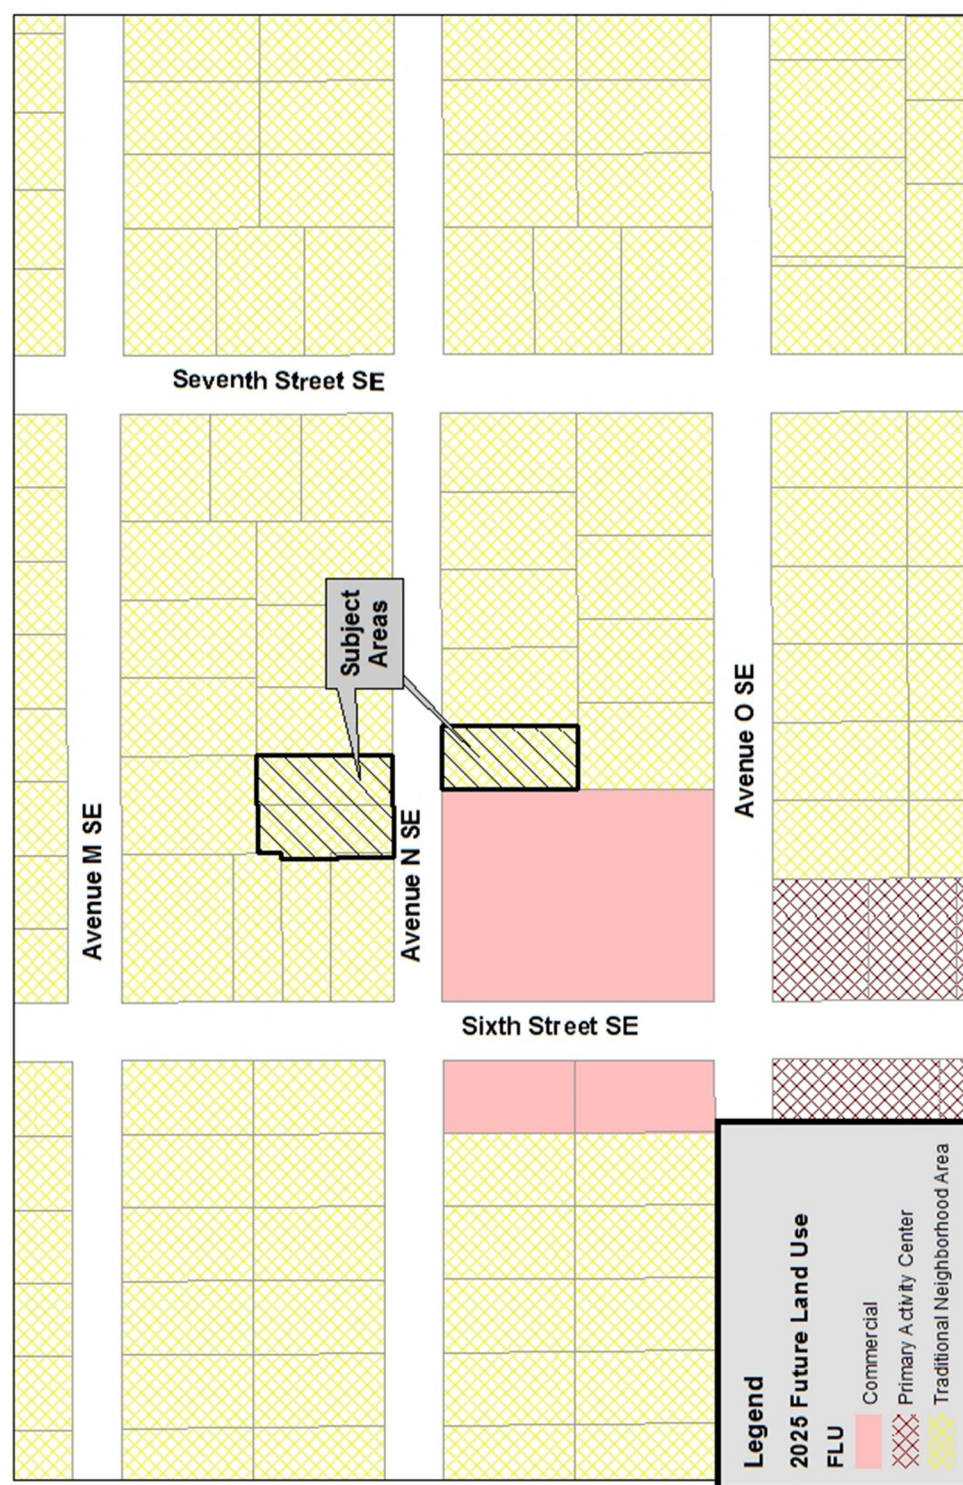 Seventh Street SE
Subject
Areas
Avenue M SE
Avenue N SE
Avenue O SE
Sixth Street SE
Legend
2025 Future Land Use
FLU
Commercial
Primary Activity Center
Traditional Neighborhood Area